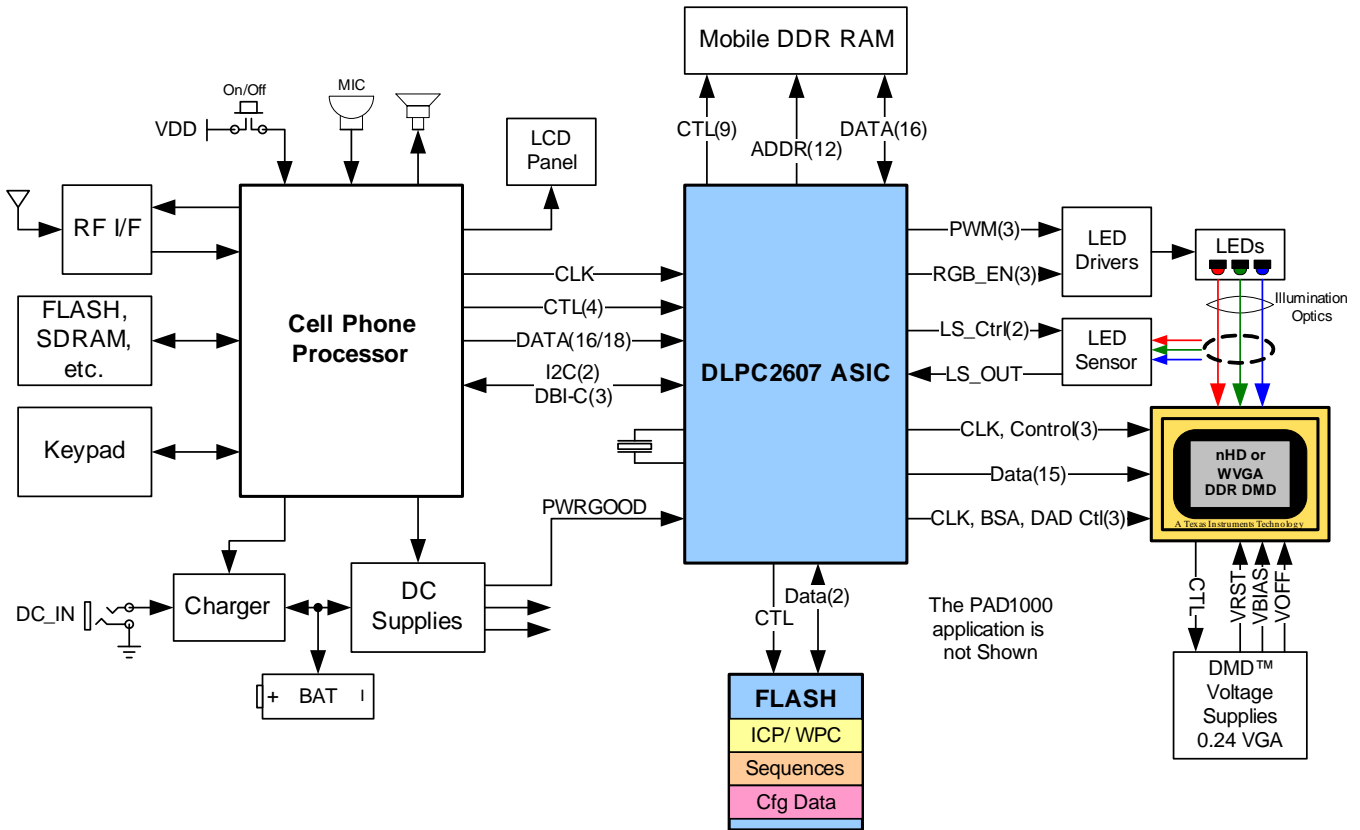 Mobile DDR RAM
On/Off
MIC
VDD
LCD
Panel
CTL(9)
ADDR(12)
DATA(16)
RF I/F
FLASH,
SDRAM,
etc.
Keypad
Cell Phone
Processor
CLK
CTL(4)
DATA(16/18)
I2C(2)
DBI-C(3)
PWRGOOD
DLPC2607 ASIC
PWM(3)
RGB_EN(3)
LS_Ctrl(2)
LS_OUT
LED
Drivers
LEDs
Illumination
Optics
LED
Sensor
CLK, Control(3)
Data(15)
CLK, BSA, DAD Ctl(3)
nHD or
WVGA
DDR DMD
A Texas Instruments Technology
DC_IN
Charger
DC
Supplies
+ BAT -
CTL
Data(2)
The PAD1000
application is
not Shown
CTL
VRST
VBIAS
VOFF
DMD™
Voltage
Supplies
0.24 VGA
FLASH
ICP/ WPC
Sequences
Cfg Data